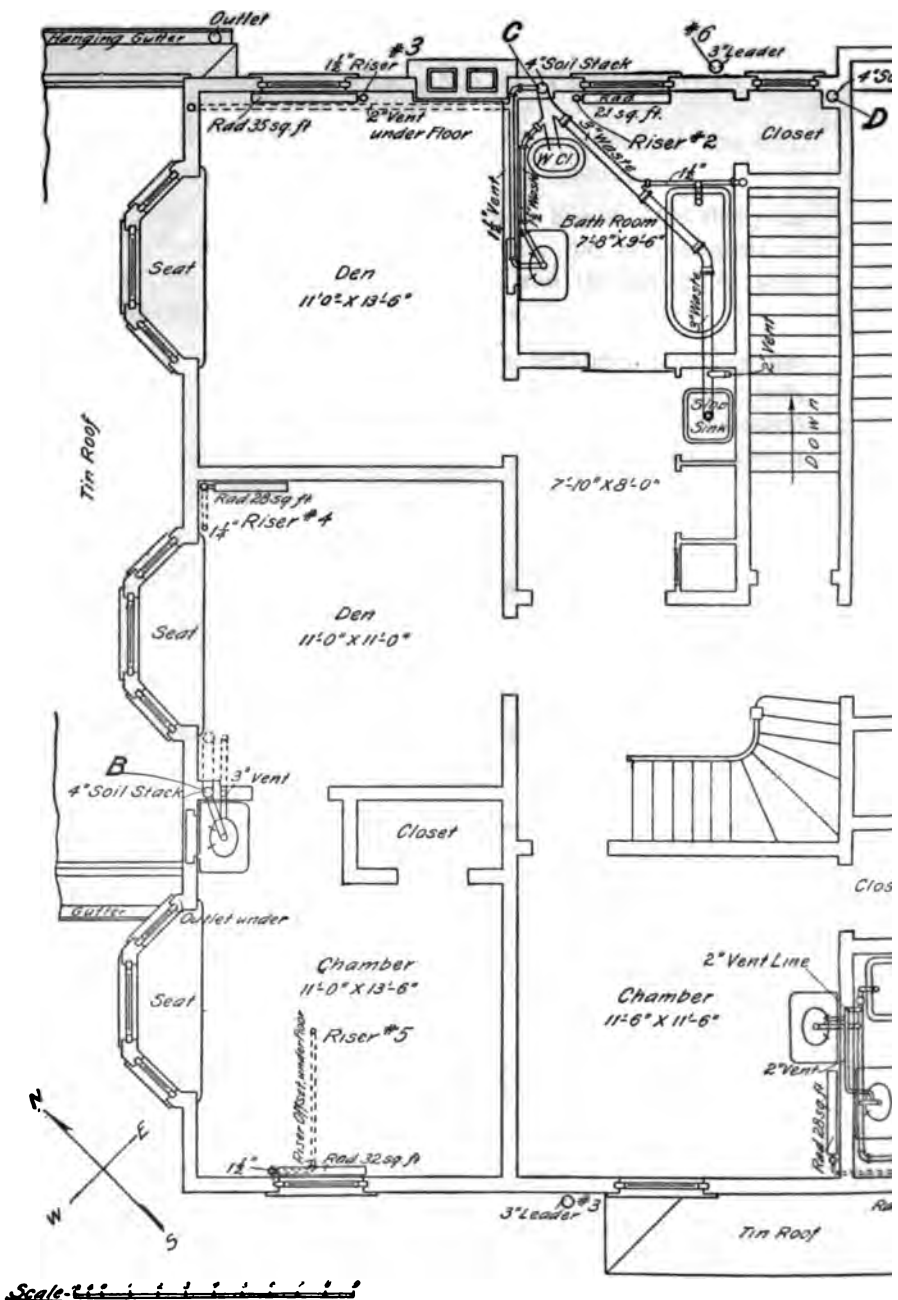 Outlet
Hanging Gutter
#3
1½" Riser
C
4" Soil Stack
#6
3" Leader
4" So
D
Rad 35 sq. ft
2" Vent
under Floor
Rad
21 sq. ft.
Riser #2
3" Waste
Closet
W Cl
1½"
1½" Vent
1½" Waste
Bath Room
7'-8" X 9'-6"
Seat
Den
11'0" X 13'-6"
3" Waste
2" Vent
Sink
Down
Tin Roof
7'-10" X 8'-0"
Rad 28 sq. ft
1¼" Riser #4
Seat
Den
11'-0" X 11'-0"
B
3" Vent
4" Soil Stack
Closet
Clos
Gutter
Outlet under
2" Vent Line
Chamber
11'-0" X 13'-6"
Seat
Chamber
11'-6" X 11'-6"
Riser #5
Riser Offset under floor
2" Vent
Rad 28 sq ft
N
E
W
S
1½"
Rad 32 sq. ft
3" Leader #3
Tin Roof
Ra
Scale